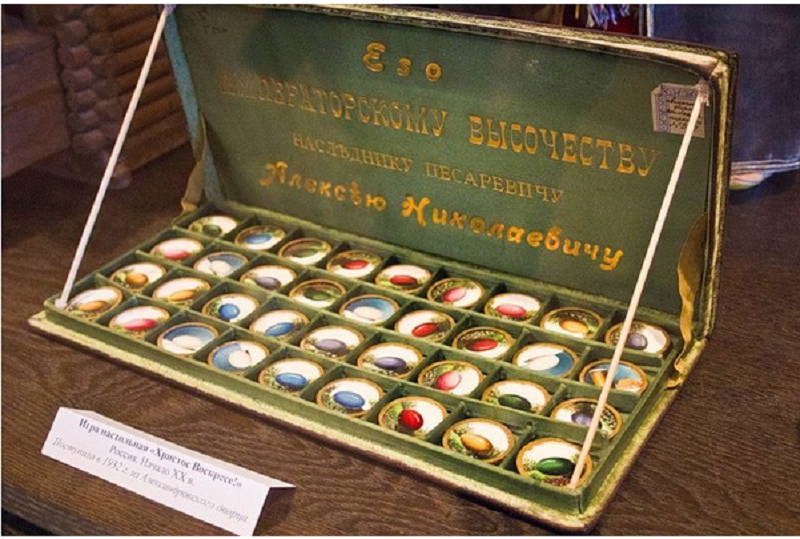 Его
ИМПЕРАТОРСКОМУ ВЫСОЧЕСТВУ
НАСЛѢДНИКУ ЦЕСАРЕВИЧУ
Алексѣю Николаевичу
Игра настольная «Христос Воскресе!»
Россия. Начало XX в.
Поступила в 1932 г. из Александровского дворца.